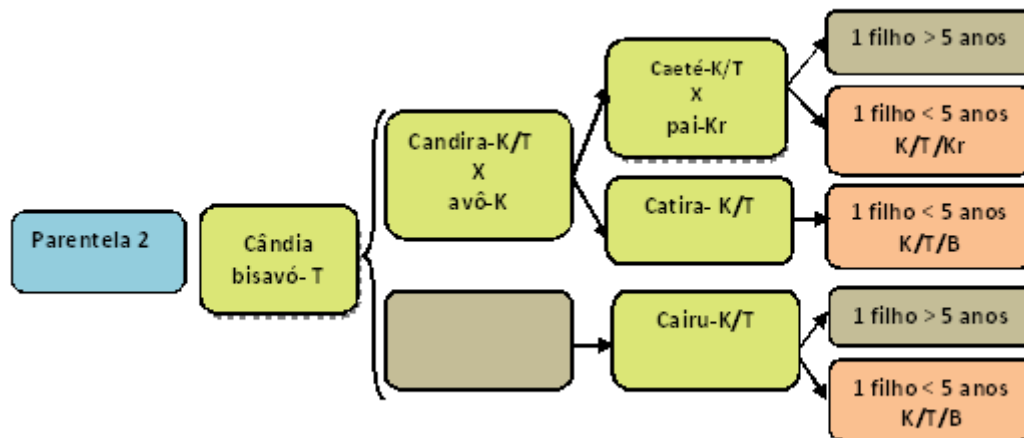 Parentela 2
Cândia
bisavó- T
Candira-K/T
X
avô-K
Caeté-K/T
X
pai-Kr
Catira- K/T
Cairu-K/T
1 filho > 5 anos
1 filho < 5 anos
K/T/Kr
1 filho < 5 anos
K/T/B
1 filho > 5 anos
1 filho < 5 anos
K/T/B